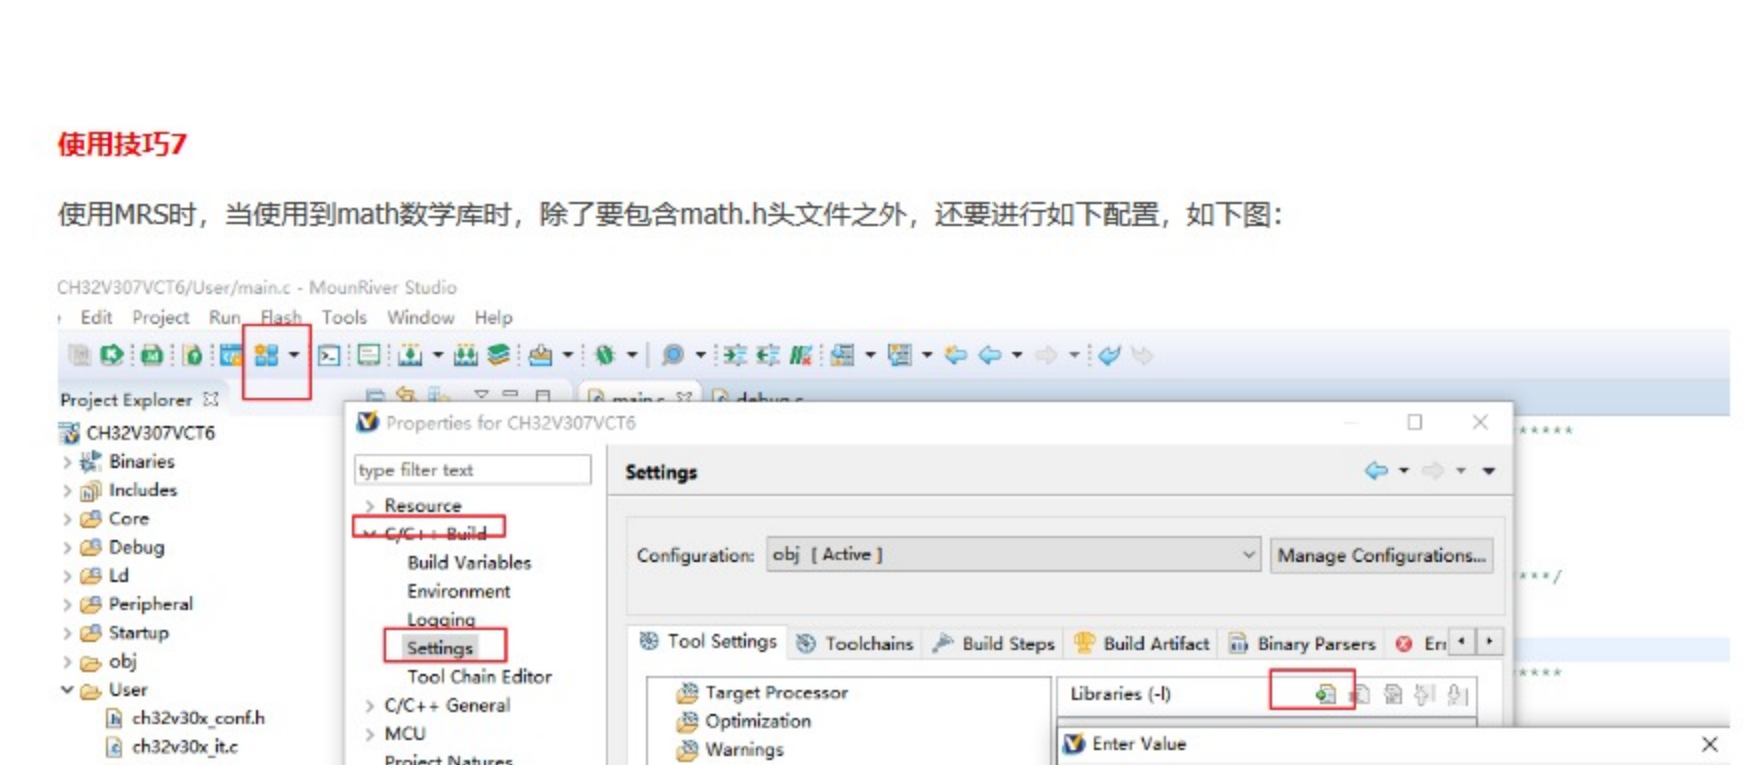 使用技巧7
使用MRS时，当使用到math数学库时，除了要包含math.h头文件之外，还要进行如下配置，如下图：
CH32V307VCT6/User/main.c - MounRiver Studio
Edit Project Run Flash Tools Window Help
Project Explorer
main.c debug.c
CH32V307VCT6
Binaries
Includes
Core
Debug
Ld
Peripheral
Startup
obj
User
ch32v30x_conf.h
ch32v30x_it.c
Properties for CH32V307VCT6
type filter text
Resource
C/C++ Build
Build Variables
Environment
Logging
Settings
Tool Chain Editor
C/C++ General
MCU
Project Natures
Settings
Configuration: obj [ Active ] Manage Configurations...
Tool Settings Toolchains Build Steps Build Artifact Binary Parsers Err
Target Processor
Optimization
Warnings
Libraries (-l)
Enter Value
*****
***/
****